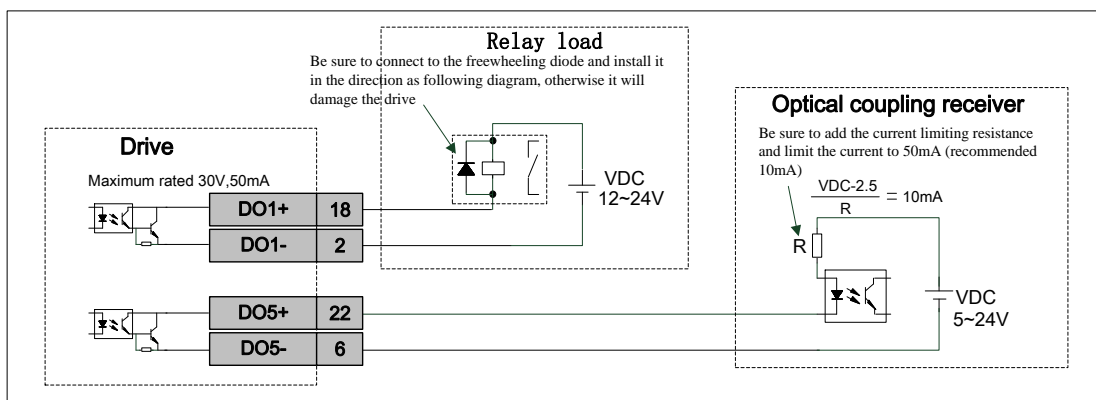 Relay load
Be sure to connect to the freewheeling diode and install it
in the direction as following diagram, otherwise it will
damage the drive
VDC
12~24V
Drive
Maximum rated 30V,50mA
DO1+ 18
DO1- 2
DO5+ 22
DO5- 6
Optical coupling receiver
Be sure to add the current limiting resistance
and limit the current to 50mA (recommended
10mA)
VDC-2.5
R
= 10mA
R
VDC
5~24V